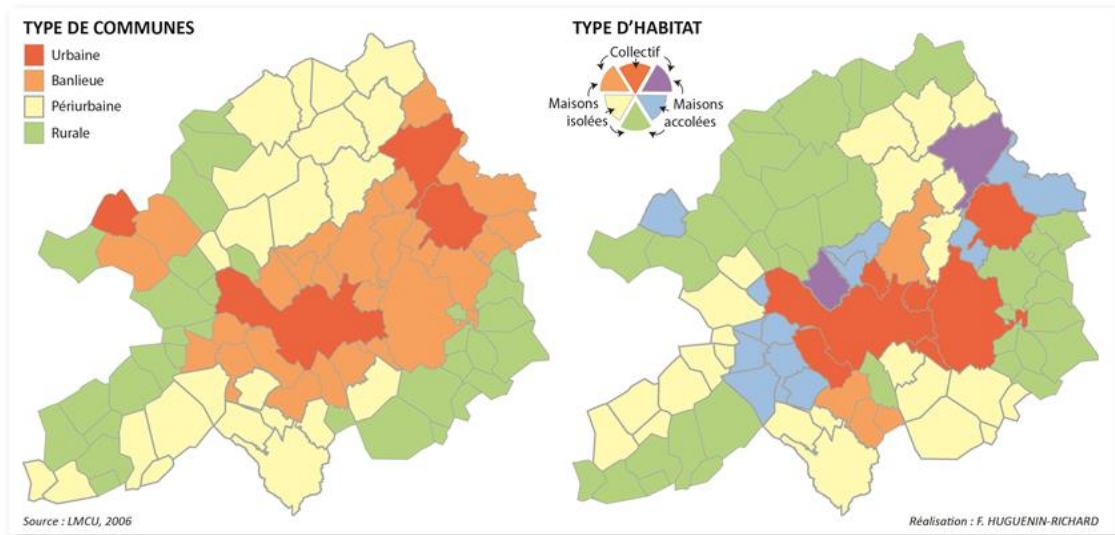 TYPE DE COMMUNES
Urbaine
Banlieue
Périurbaine
Rurale
TYPE D'HABITAT
Collectif
Maisons
isolées
Maisons
accolées
Source : LMCU, 2006
Réalisation : F. HUGUENIN-RICHARD